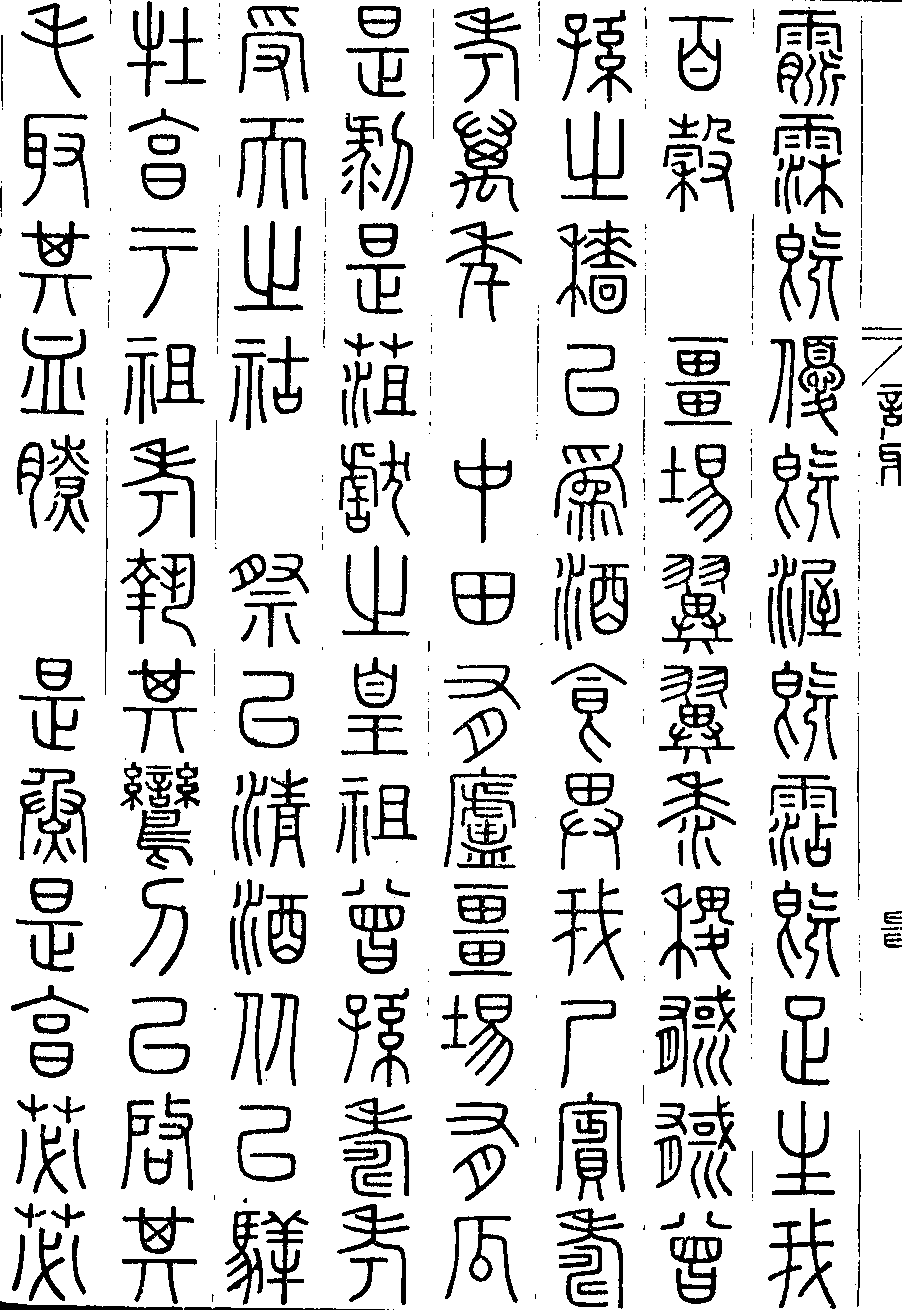 霢霂既優既渥既霑既足生我
百穀　疆埸翼翼黍稷彧彧曾
孫之穡以為酒食畀我尸賓壽
考萬年　中田有廬疆埸有瓜
是剝是菹獻之皇祖曾孫壽考
受天之祜　祭以清酒從以騂
牡享于祖考執其鸞刀以啟其
毛取其血膋　是烝是享苾苾